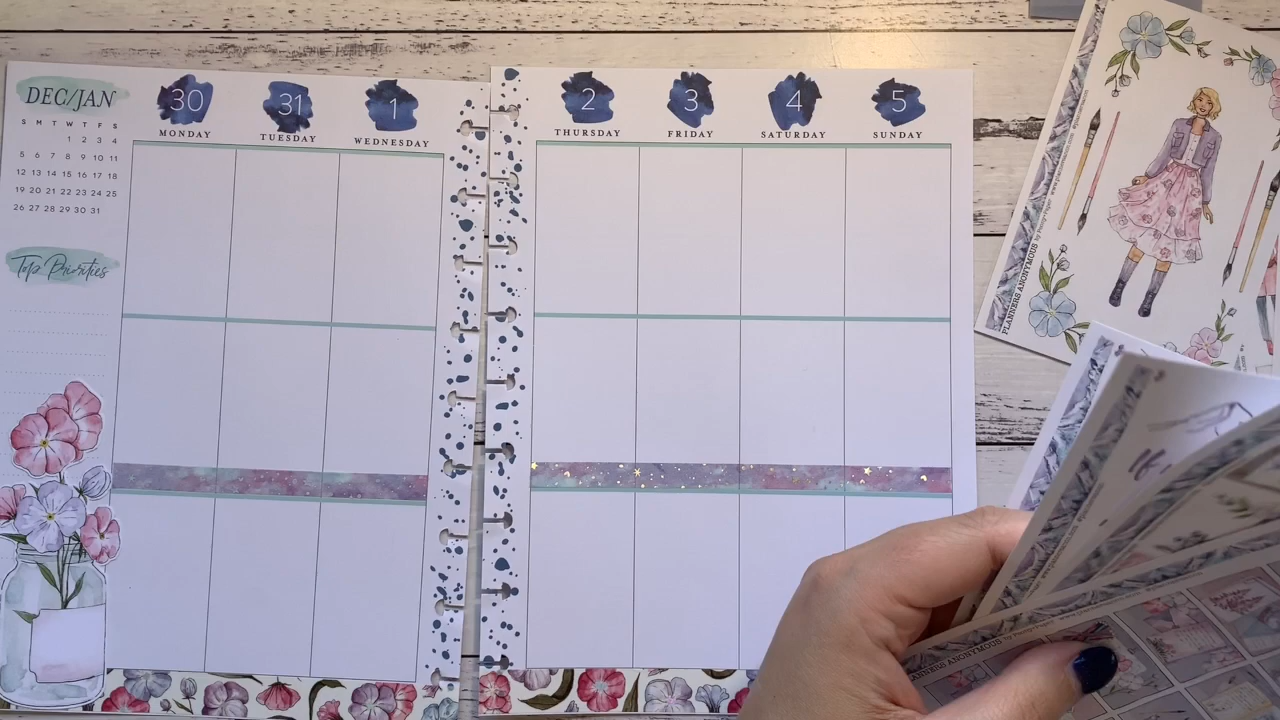 DEC/JAN
S M T W T F S
1 2 3 4
5 6 7 8 9 10 11
12 13 14 15 16 17 18
19 20 21 22 23 24 25
26 27 28 29 30 31
Top Priorities
30
MONDAY
31
TUESDAY
1
WEDNESDAY
2
THURSDAY
3
FRIDAY
4
SATURDAY
5
SUNDAY
PLANNERS ANONYMOUS